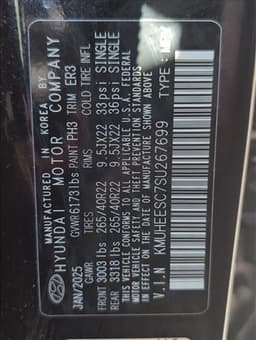 MANUFACTURED IN KOREA BY
HYUNDAI MOTOR COMPANY
JAN/2025 GVWR 6173 lbs PAINT PH3 TRIM ER3
GAWR TIRES RIMS COLD TIRE INFL
FRONT 3003 lbs 265/40R22 9.5JX22 33psi SINGLE
REAR 3318 lbs 265/40R22 9.5JX22 33psi SINGLE
THIS VEHICLE CONFORMS TO ALL APPLICABLE U.S.A. FEDERAL
MOTOR VEHICLE SAFETY AND THEFT PREVENTION STANDARDS
IN EFFECT ON THE DATE OF MANUFACTURE SHOWN ABOVE.
V.I.N KMUHEESC7SU267699 TYPE: